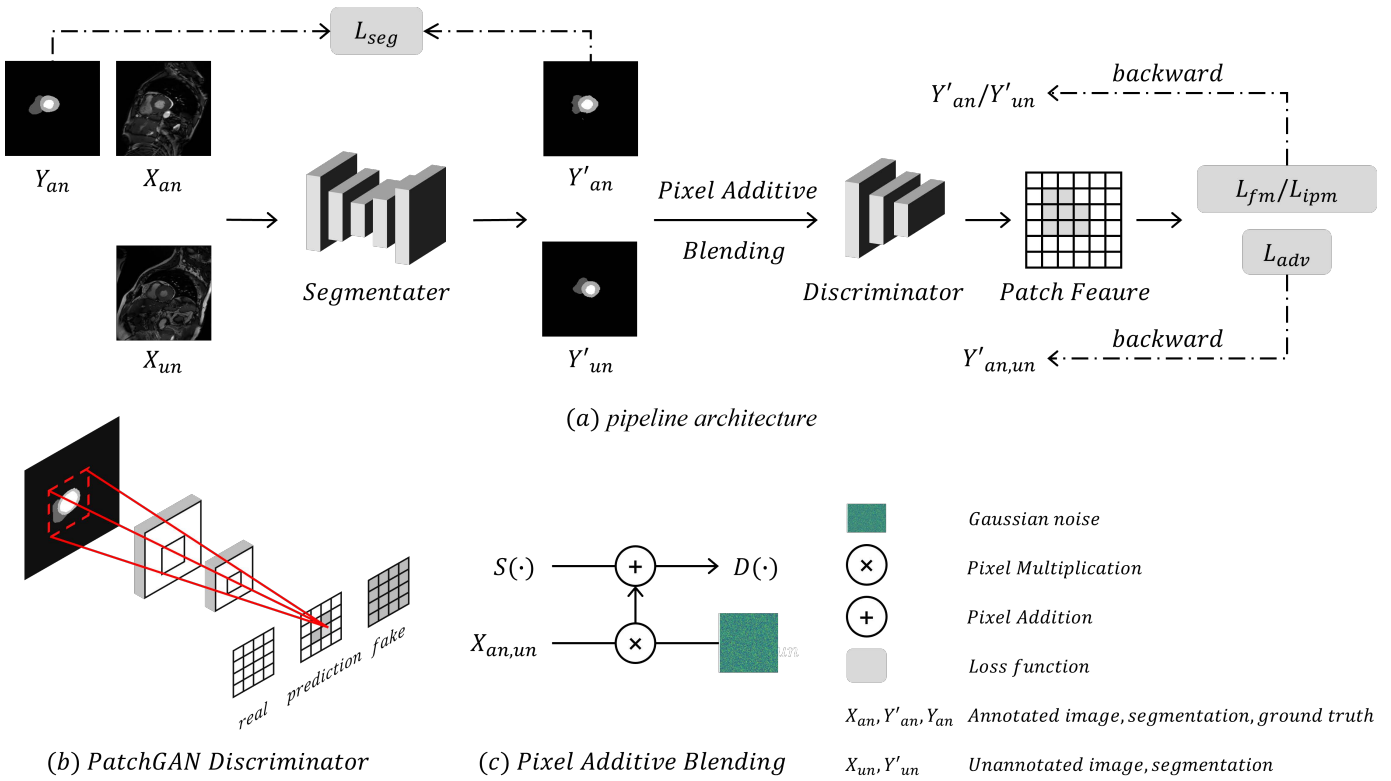 L_seg
Y_an
X_an
X_un
Segmentater
Y'_an
Y'_un
Pixel Additive
Blending
Discriminator
Patch Feaure
Y'_an/Y'_un
backward
L_fm/L_ipm
L_adv
backward
Y'_an,un
(a) pipeline architecture
real
prediction
fake
(b) PatchGAN Discriminator
S(·)
+
D(·)
X_an,un
×
un
(c) Pixel Additive Blending
Gaussian noise
× Pixel Multiplication
+ Pixel Addition
Loss function
X_an, Y'_an, Y_an Annotated image, segmentation, ground truth
X_un, Y'_un Unannotated image, segmentation